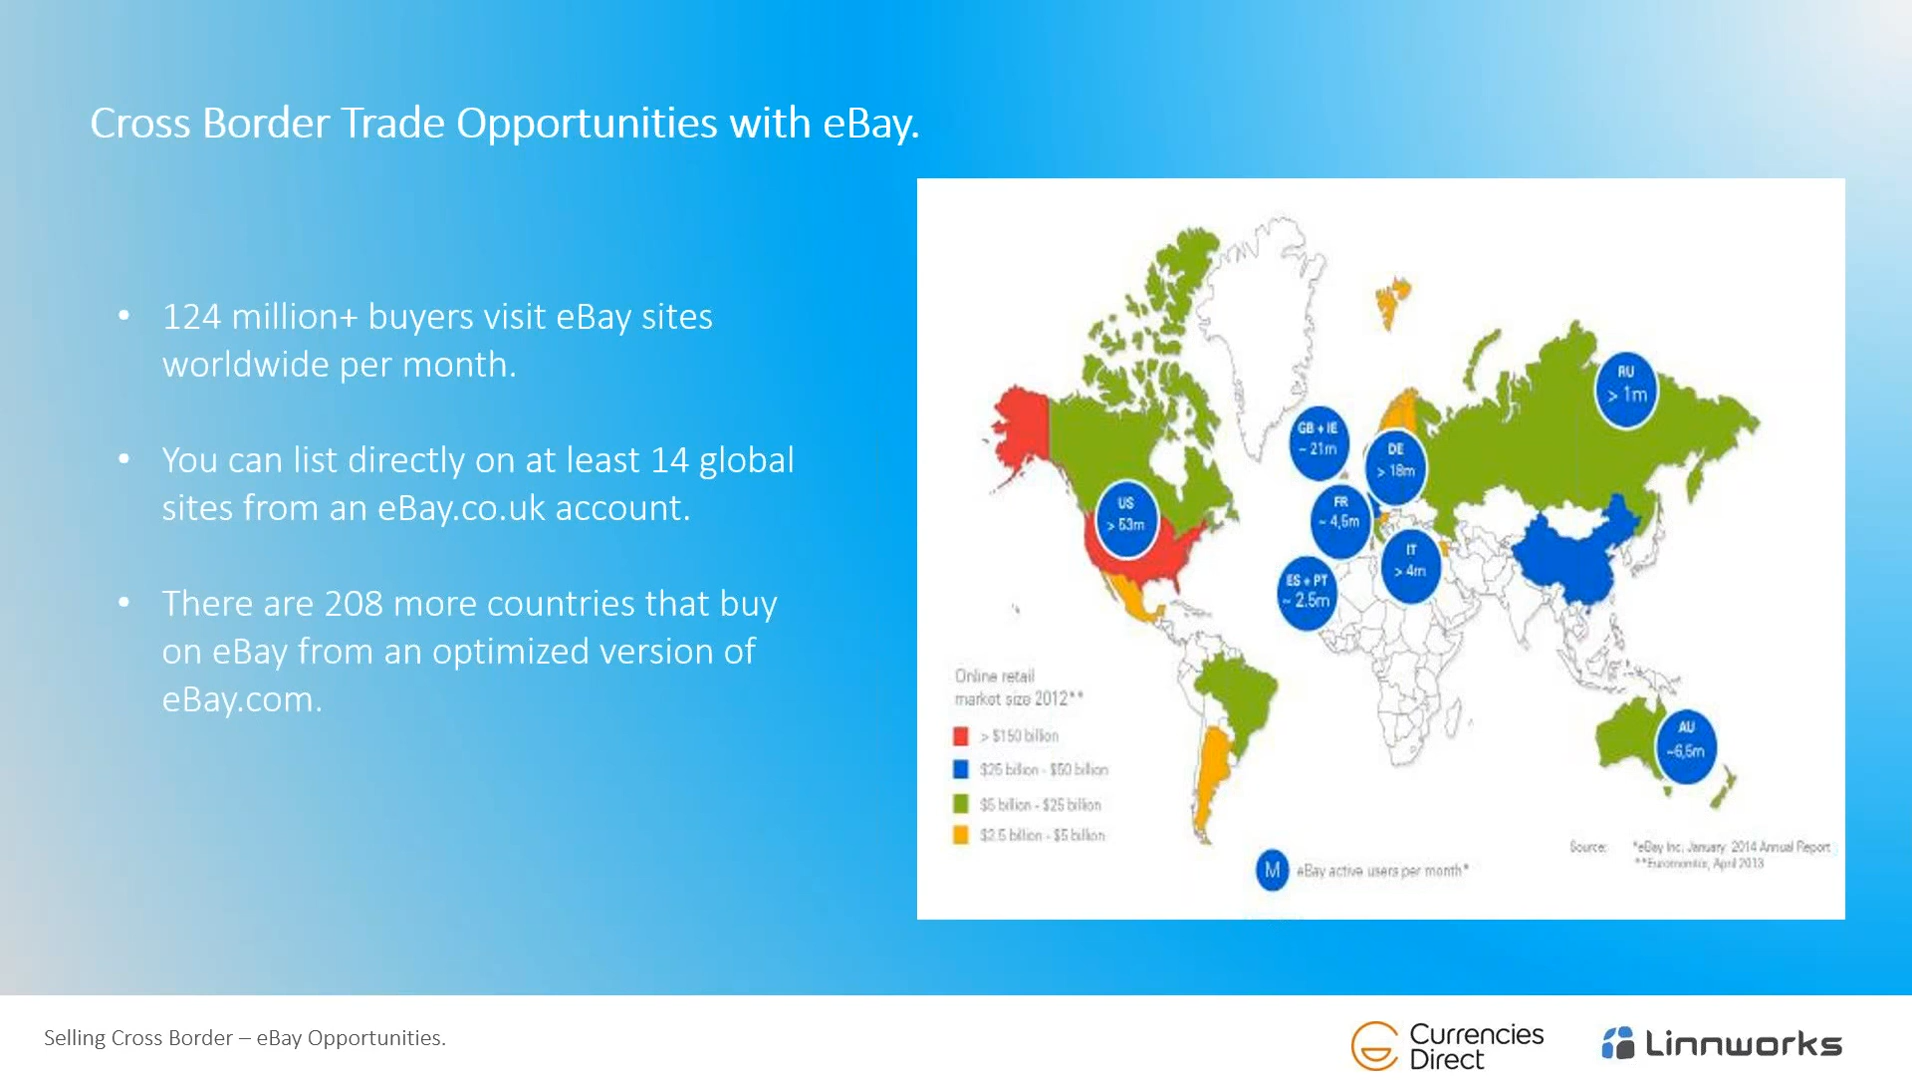 Cross Border Trade Opportunities with eBay.
• 124 million+ buyers visit eBay sites
worldwide per month.
• You can list directly on at least 14 global
sites from an eBay.co.uk account.
• There are 208 more countries that buy
on eBay from an optimized version of
eBay.com.
RU
> 1m
GB + IE
~ 21m
DE
> 18m
US
> 53m
FR
~ 4,5m
IT
> 4m
ES + PT
~ 2.5m
AU
~6,5m
Online retail
market size 2012**
> $150 billion
$25 billion - $50 billion
$5 billion - $25 billion
$2.5 billion - $5 billion
M eBay active users per month*
Source: *eBay Inc. January 2014 Annual Report
**Euromonitor, April 2013
Selling Cross Border – eBay Opportunities.
Currencies
Direct
Linnworks